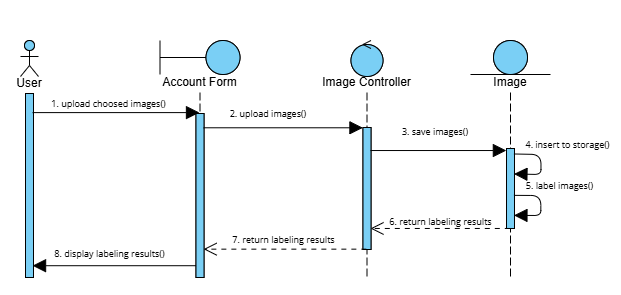 User
Account Form
Image Controller
Image
1. upload choosed images()
2. upload images()
3. save images()
4. insert to storage()
5. label images()
6. return labeling results
7. return labeling results
8. display labeling results()